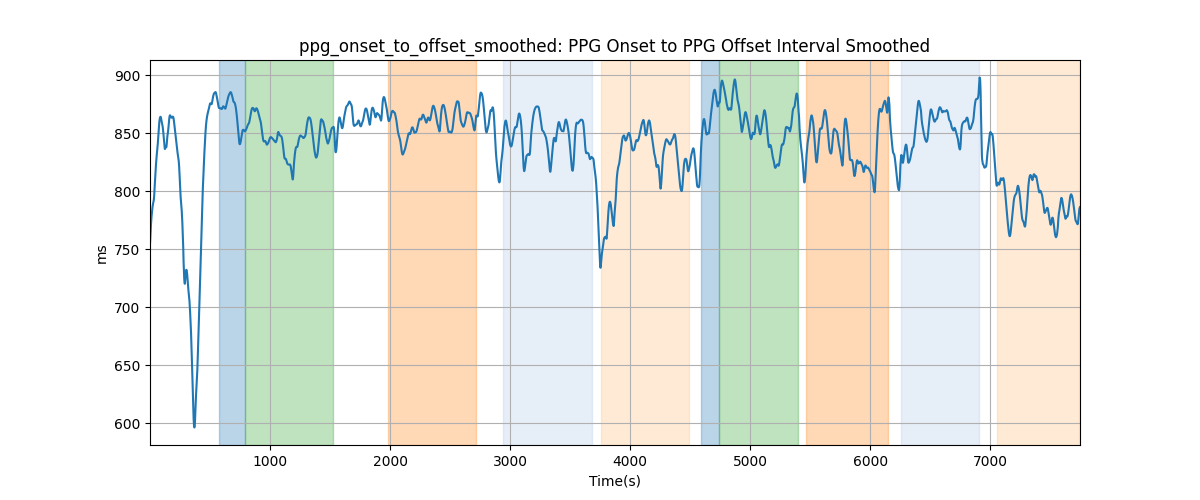 ppg_onset_to_offset_smoothed: PPG Onset to PPG Offset Interval Smoothed
900
850
800
750
700
650
600
ms
1000 2000 3000 4000 5000 6000 7000
Time(s)